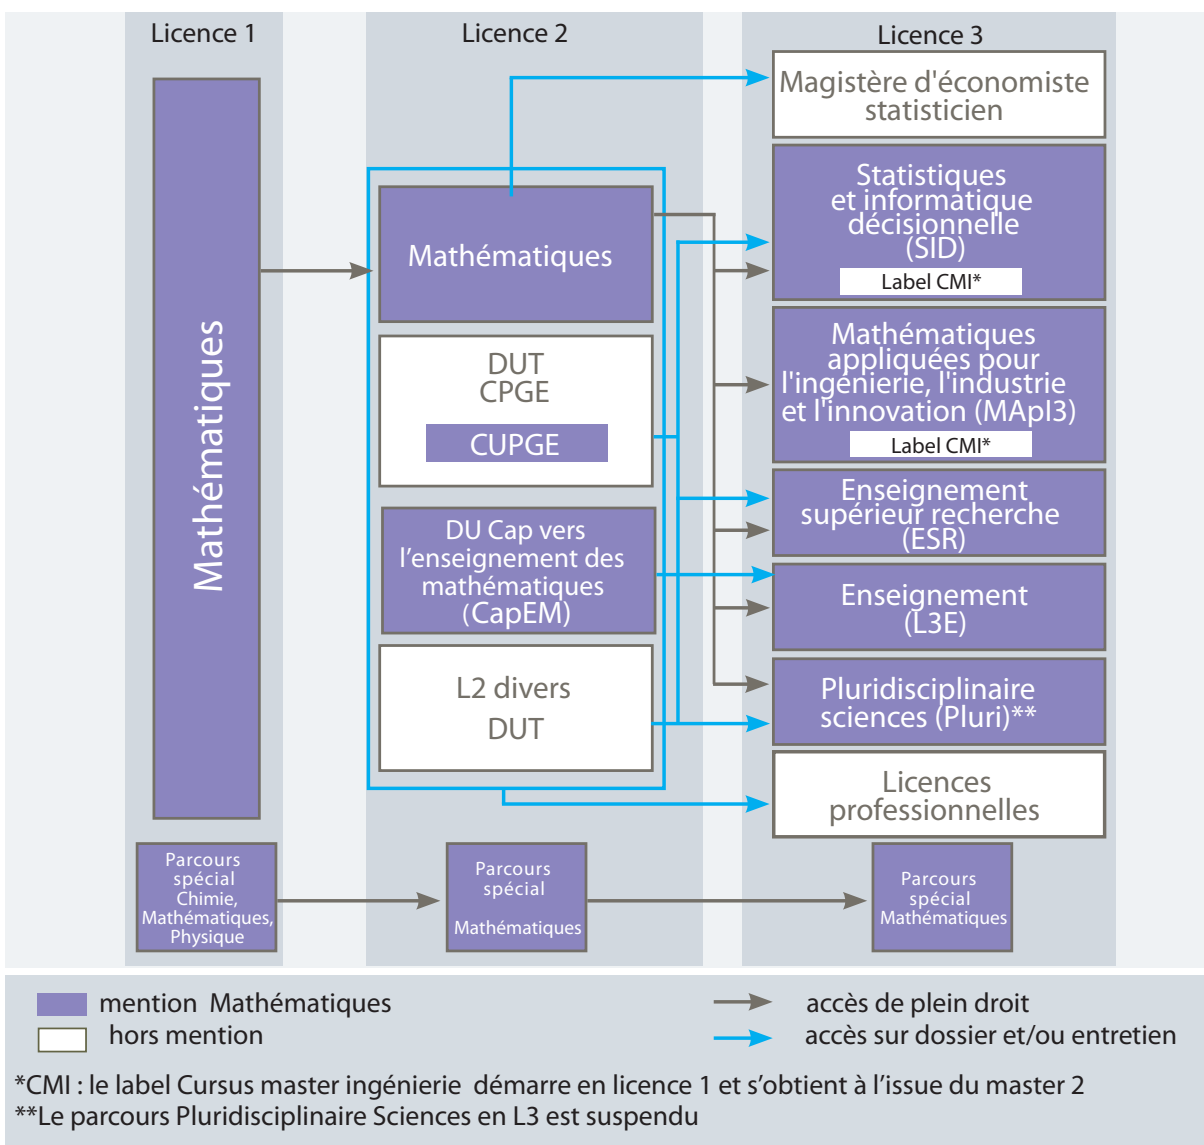 Licence 1
Licence 2
Licence 3
Mathématiques
Mathématiques
DUT
CPGE
CUPGE
DU Cap vers
l’enseignement des
mathématiques
(CapEM)
L2 divers
DUT
Magistère d'économiste
statisticien
Statistiques
et informatique
décisionnelle
(SID)
Label CMI*
Mathématiques
appliquées pour
l'ingénierie, l'industrie
et l'innovation (MApI3)
Label CMI*
Enseignement
supérieur recherche
(ESR)
Enseignement
(L3E)
Pluridisciplinaire
sciences (Pluri)**
Licences
professionnelles
Parcours
spécial
Chimie,
Mathématiques,
Physique
Parcours
spécial
Mathématiques
Parcours
spécial
Mathématiques
mention Mathématiques
hors mention
accès de plein droit
accès sur dossier et/ou entretien
*CMI : le label Cursus master ingénierie démarre en licence 1 et s’obtient à l’issue du master 2
**Le parcours Pluridisciplinaire Sciences en L3 est suspendu